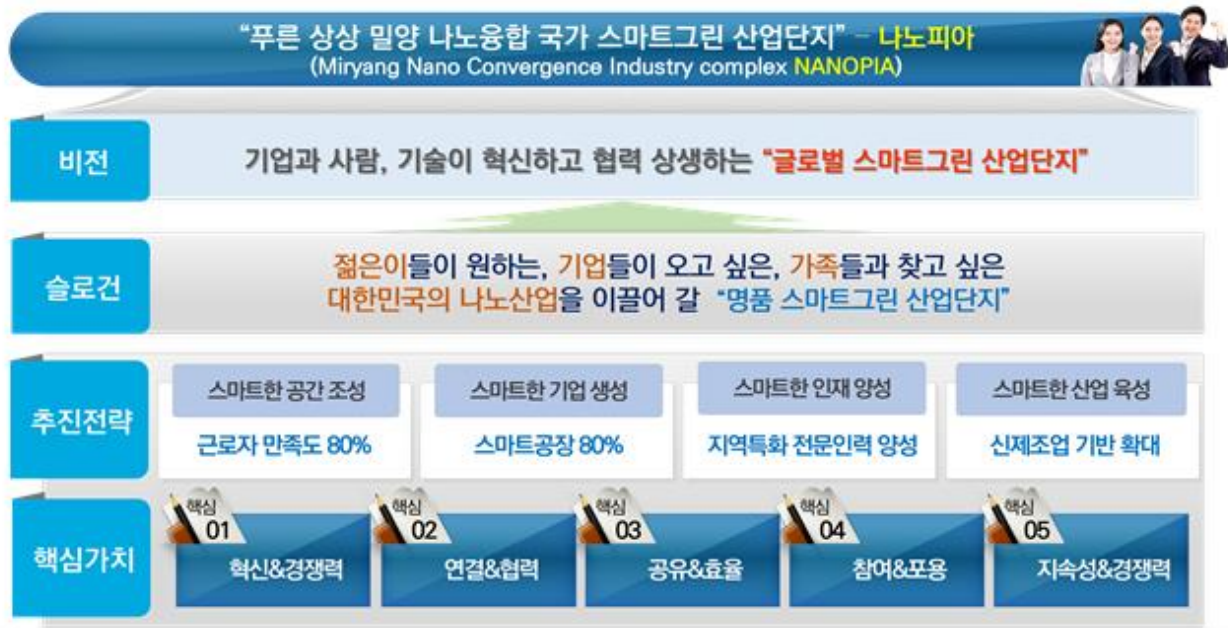 “푸른 상상 밀양 나노융합 국가 스마트그린 산업단지” – 나노피아
(Miryang Nano Convergence Industry complex NANOPIA)
비전
기업과 사람, 기술이 혁신하고 협력 상생하는 “글로벌 스마트그린 산업단지”
슬로건
젊은이들이 원하는, 기업들이 오고 싶은, 가족들과 찾고 싶은
대한민국의 나노산업을 이끌어 갈 “명품 스마트그린 산업단지”
추진전략
스마트한 공간 조성
근로자 만족도 80%
스마트한 기업 생성
스마트공장 80%
스마트한 인재 양성
지역특화 전문인력 양성
스마트한 산업 육성
신제조업 기반 확대
핵심가치
핵심
01
혁신&경쟁력
핵심
02
연결&협력
핵심
03
공유&효율
핵심
04
참여&포용
핵심
05
지속성&경쟁력